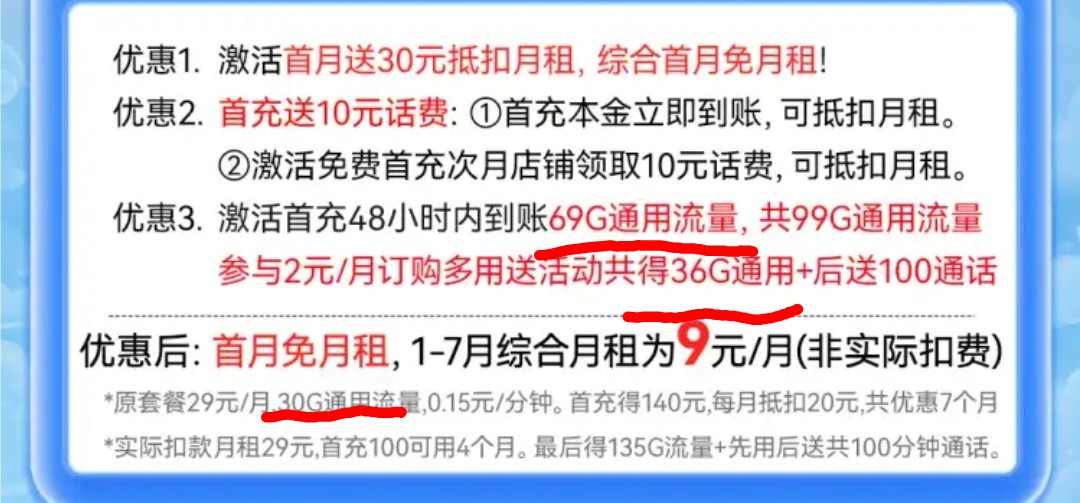 优惠1. 激活首月送30元抵扣月租, 综合首月免月租!
优惠2. 首充送10元话费: ①首充本金立即到账, 可抵扣月租。
②激活免费首充次月店铺领取10元话费, 可抵扣月租。
优惠3. 激活首充48小时内到账69G通用流量, 共99G通用流量
参与2元/月订购多用送活动共得36G通用+后送100通话
优惠后: 首月免月租, 1-7月综合月租为9元/月(非实际扣费)
*原套餐29元/月,30G通用流量,0.15元/分钟。首充得140元,每月抵扣20元,共优惠7个月
*实际扣款月租29元,首充100可用4个月。最后得135G流量+先用后送共100分钟通话。